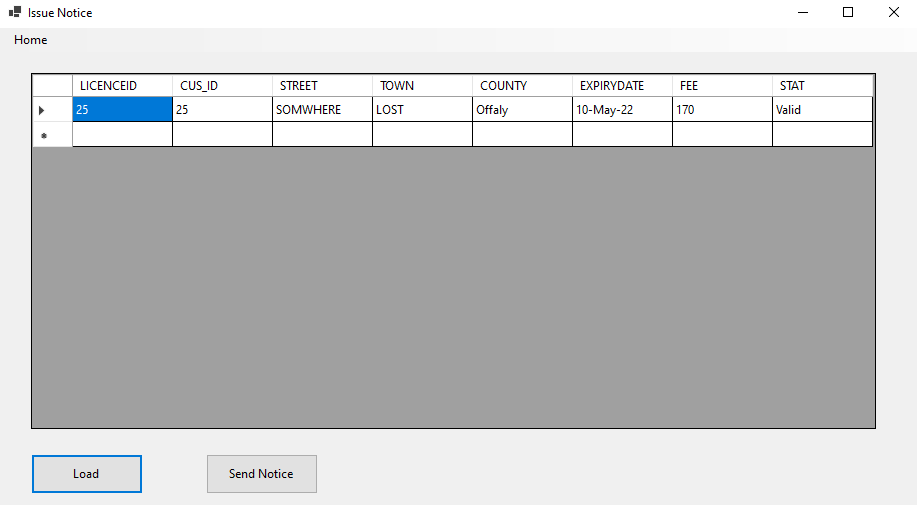 Issue Notice
Home
LICENCEID CUS_ID STREET TOWN COUNTY EXPIRYDATE FEE STAT
25 25 SOMWHERE LOST Offaly 10-May-22 170 Valid
Load Send Notice